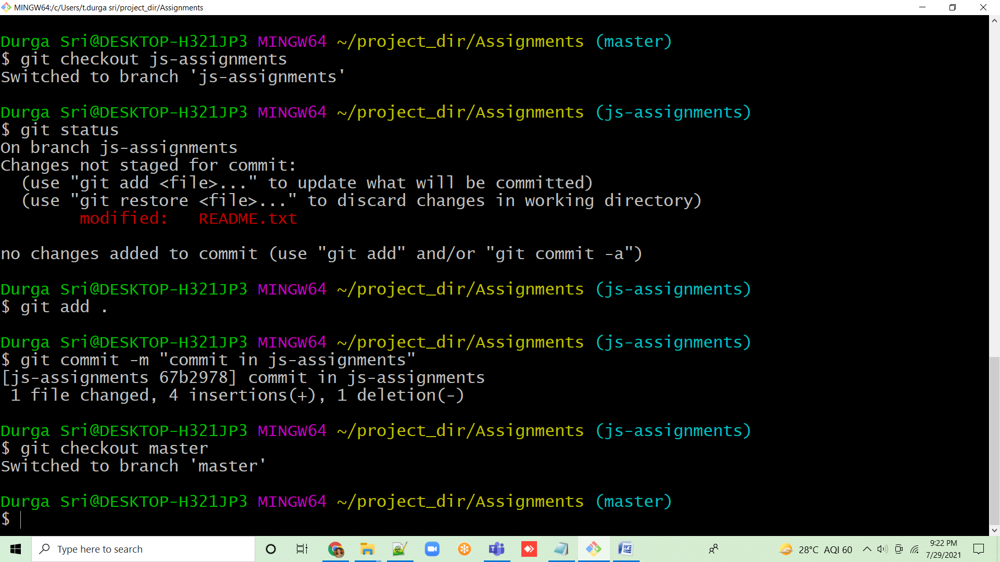 MINGW64:/c/Users/t.durga sri/project_dir/Assignments
Durga Sri@DESKTOP-H321JP3 MINGW64 ~/project_dir/Assignments (master)
$ git checkout js-assignments
Switched to branch 'js-assignments'
Durga Sri@DESKTOP-H321JP3 MINGW64 ~/project_dir/Assignments (js-assignments)
$ git status
On branch js-assignments
Changes not staged for commit:
  (use "git add <file>..." to update what will be committed)
  (use "git restore <file>..." to discard changes in working directory)
        modified:   README.txt
no changes added to commit (use "git add" and/or "git commit -a")
Durga Sri@DESKTOP-H321JP3 MINGW64 ~/project_dir/Assignments (js-assignments)
$ git add .
Durga Sri@DESKTOP-H321JP3 MINGW64 ~/project_dir/Assignments (js-assignments)
$ git commit -m "commit in js-assignments"
[js-assignments 67b2978] commit in js-assignments
 1 file changed, 4 insertions(+), 1 deletion(-)
Durga Sri@DESKTOP-H321JP3 MINGW64 ~/project_dir/Assignments (js-assignments)
$ git checkout master
Switched to branch 'master'
Durga Sri@DESKTOP-H321JP3 MINGW64 ~/project_dir/Assignments (master)
$
Type here to search
28°C AQI 60
9:22 PM
7/29/2021